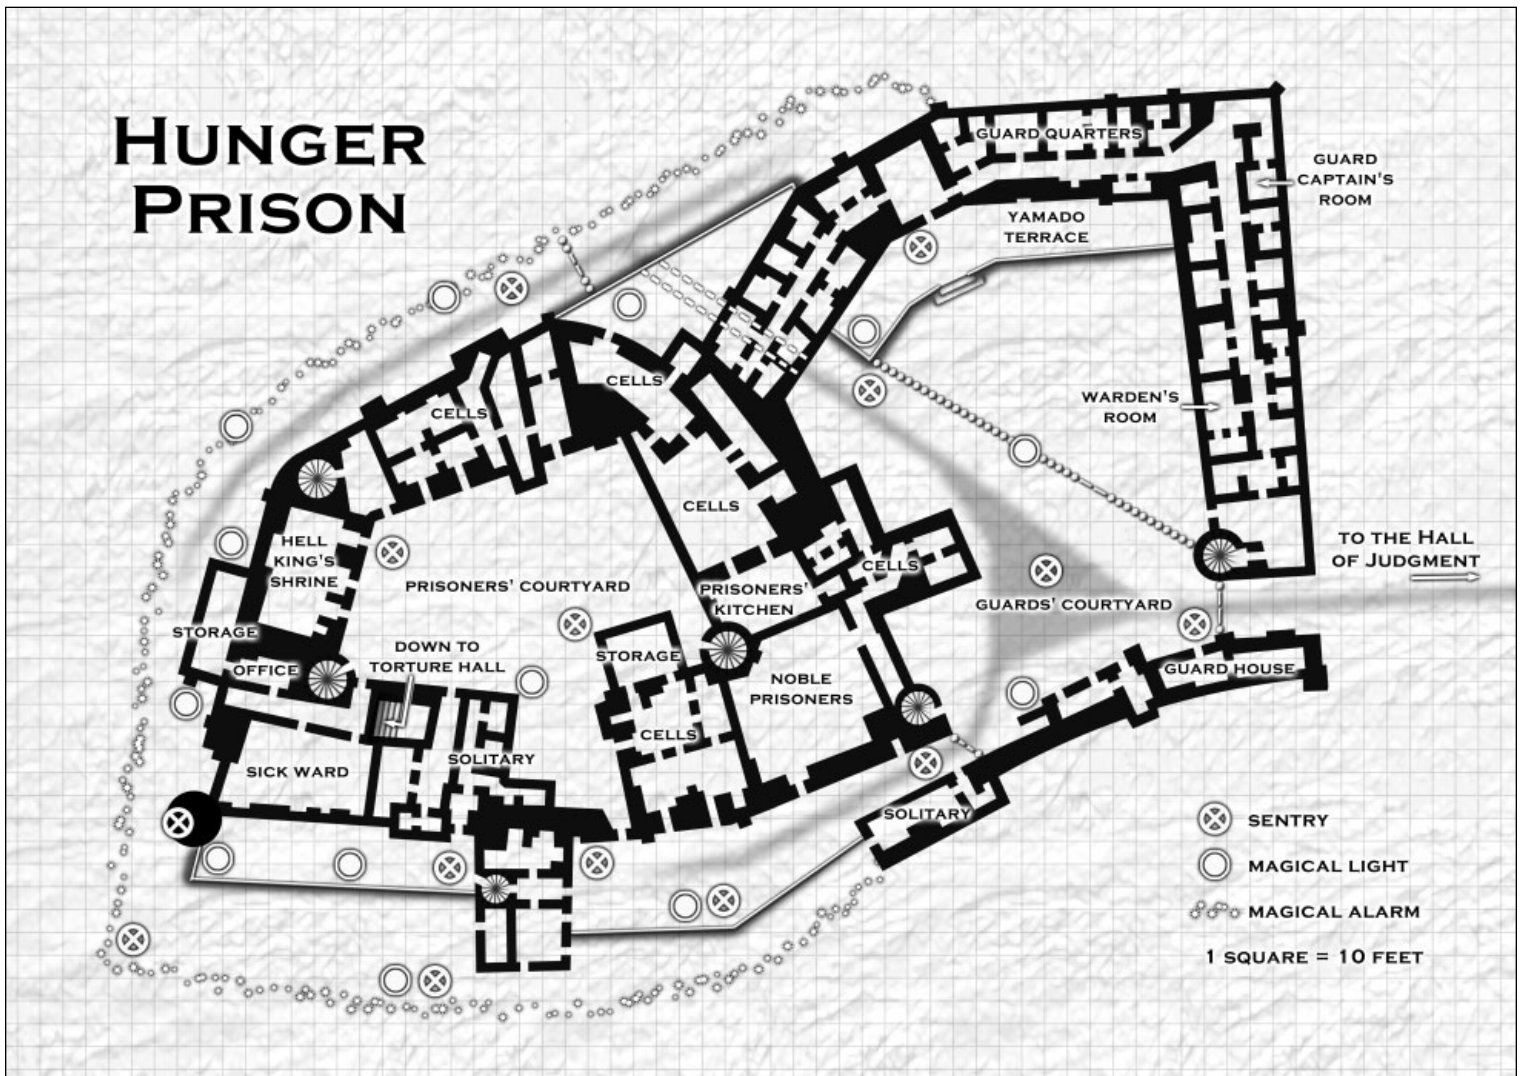 HUNGER
PRISON
GUARD QUARTERS
GUARD
CAPTAIN'S
ROOM
YAMADO
TERRACE
CELLS
CELLS
WARDEN'S
ROOM
CELLS
HELL
KING'S
SHRINE
PRISONERS' COURTYARD
PRISONERS'
KITCHEN
CELLS
GUARDS' COURTYARD
TO THE HALL
OF JUDGMENT
STORAGE
OFFICE
DOWN TO
TORTURE HALL
STORAGE
NOBLE
PRISONERS
GUARD HOUSE
CELLS
SICK WARD
SOLITARY
SOLITARY
SENTRY
MAGICAL LIGHT
MAGICAL ALARM
1 SQUARE = 10 FEET